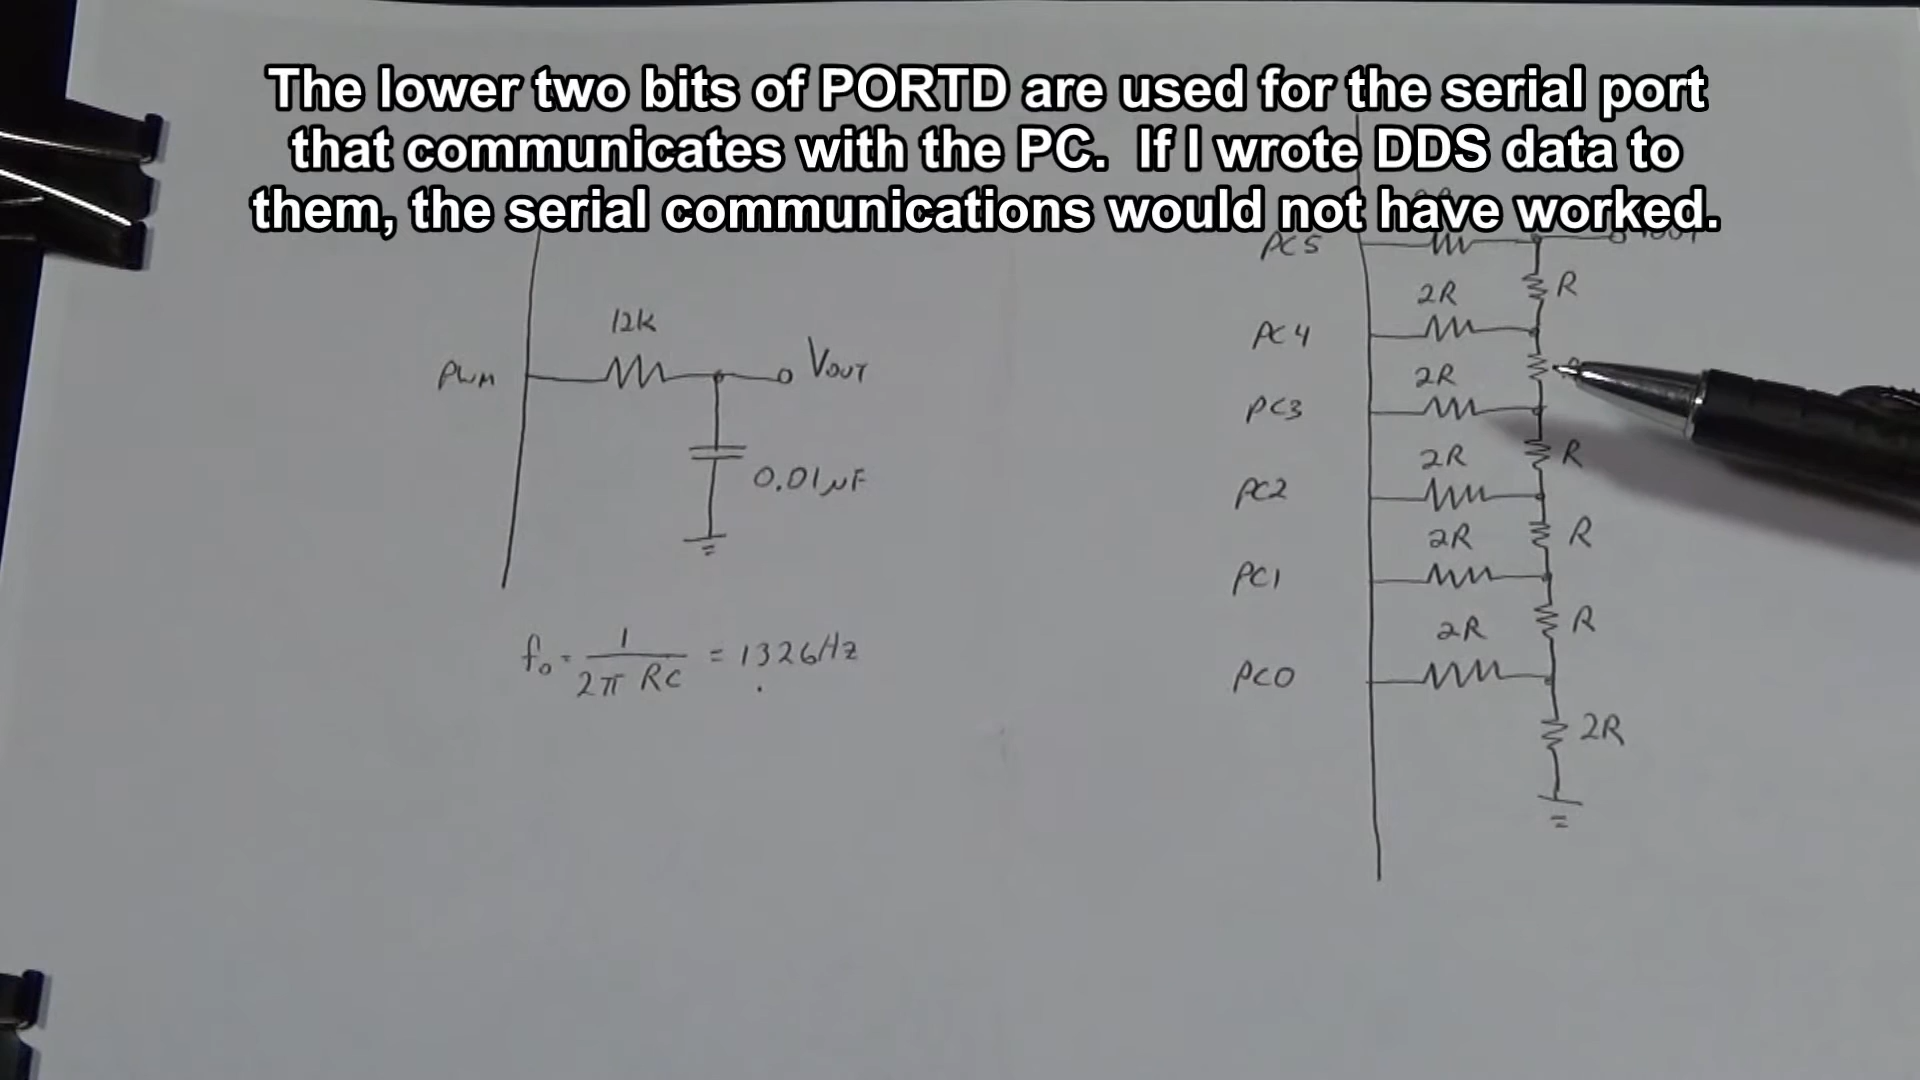 The lower two bits of PORTD are used for the serial port
that communicates with the PC. If I wrote DDS data to
them, the serial communications would not have worked.
PWM
12K
VOUT
0.01µF
f₀ = 1/(2π RC) = 1326Hz
PC5
R
2R
PC4
2R
PC3
R
2R
PC2
R
2R
PC1
R
2R
PC0
2R